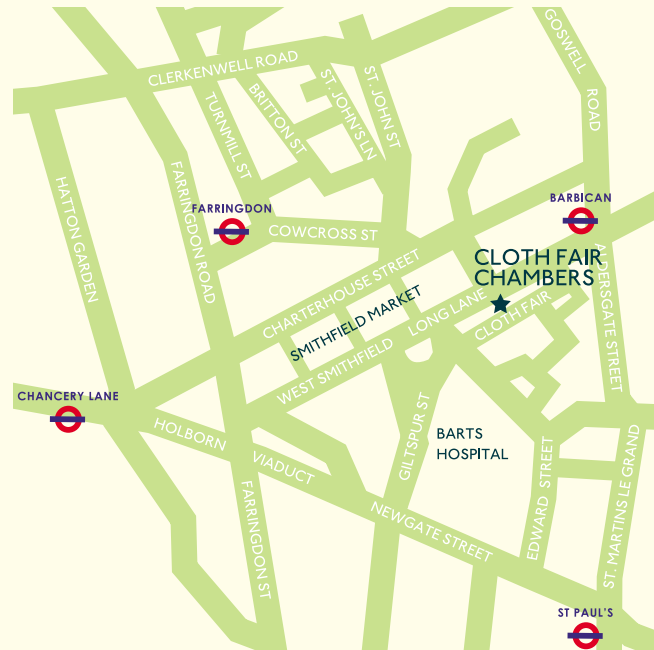 GOSWELL
ROAD
CLERKENWELL ROAD
ST. JOHN ST
ST. JOHN'S LN
BRITTON ST
TURNMILL ST
HATTON GARDEN
FARRINGDON ROAD
FARRINGDON
BARBICAN
COWCROSS ST
CHARTERHOUSE STREET
CLOTH FAIR
CHAMBERS
ALDERSGATE STREET
SMITHFIELD MARKET
LONG LANE
CLOTH FAIR
WEST SMITHFIELD
CHANCERY LANE
HOLBORN
VIADUCT
GILTSPUR ST
BARTS
HOSPITAL
EDWARD STREET
ST. MARTINS LE GRAND
FARRINGDON ST
NEWGATE STREET
ST PAUL'S